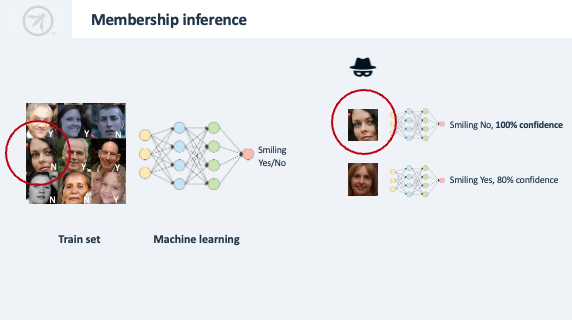 Membership inference
Y Y N
N Y Y
N N Y
Smiling
Yes/No
Train set
Machine learning
Smiling No, 100% confidence
Smiling Yes, 80% confidence